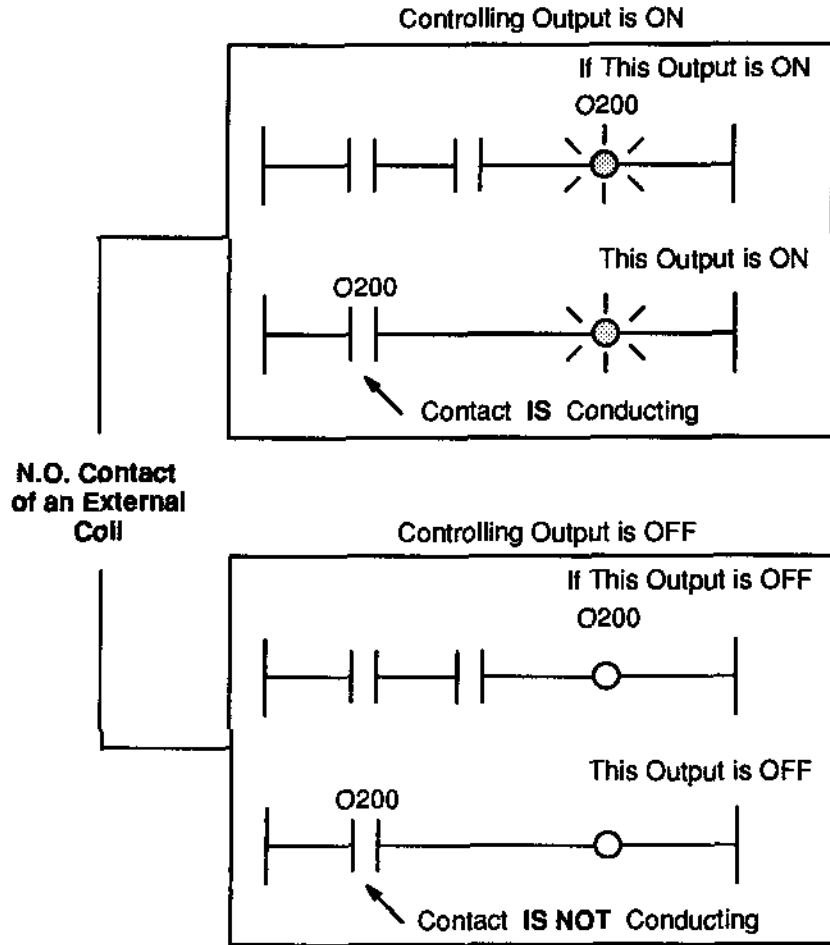 Controlling Output is ON
If This Output is ON
O200
This Output is ON
O200
Contact IS Conducting
N.O. Contact
of an External
Coil
Controlling Output is OFF
If This Output is OFF
O200
This Output is OFF
O200
Contact IS NOT Conducting